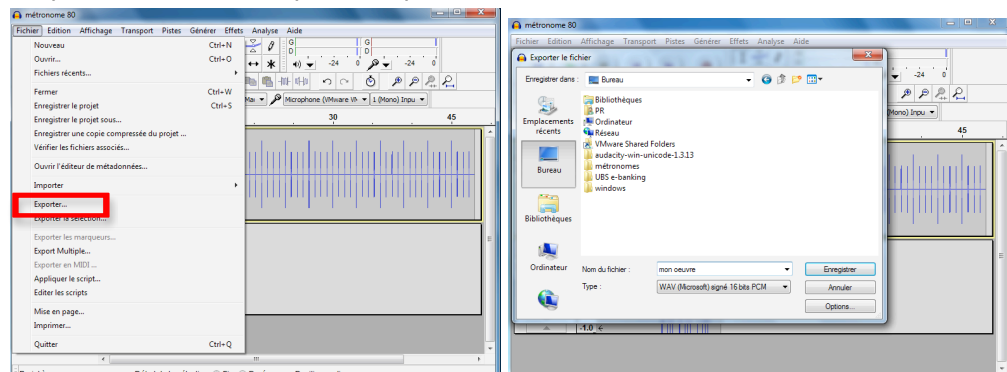 métronome 80
Fichier Edition Affichage Transport Pistes Générer Effets Analyse Aide
Nouveau Ctrl+N
Ouvrir... Ctrl+O
Fichiers récents...
Fermer Ctrl+W
Enregistrer le projet Ctrl+S
Enregistrer le projet sous...
Enregistrer une copie compressée du projet ...
Vérifier les fichiers associés...
Ouvrir l'éditeur de métadonnées...
Importer
Exporter...
Exporter la sélection...
Exporter les marqueurs...
Export Multiple...
Exporter en MIDI ...
Appliquer le script...
Editer les scripts
Mise en page...
Imprimer...
Quitter Ctrl+Q
G G
D D
-24 0 -24 0
Microphone (VMware 1 (Mono) Inpu
30 45
métronome 80
Fichier Edition Affichage Transport Pistes Générer Effets Analyse Aide
Exporter le fichier
Enregistrer dans : Bureau
Emplacements récents
Bureau
Bibliothèques
Ordinateur
Bibliothèques
PR
Ordinateur
Réseau
VMware Shared Folders
audacity-win-unicode-1.3.13
métronomes
UBS e-banking
windows
Nom du fichier : mon oeuvre Enregistrer
Type : WAV (Microsoft) signé 16 bits PCM Annuler
Options...
-24 0
(Mono) Inpu
45
-1.0